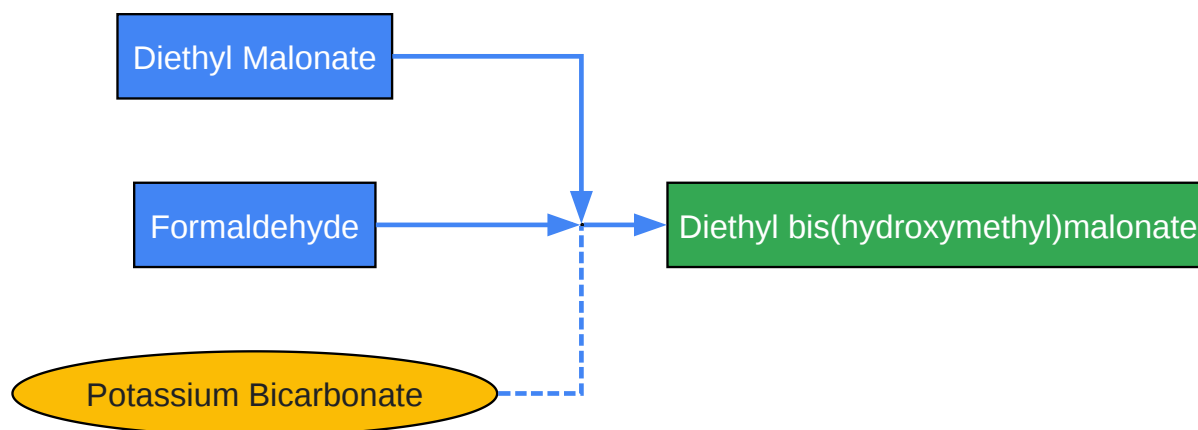 Diethyl Malonate
Formaldehyde
Diethyl bis(hydroxymethyl)malonate
Potassium Bicarbonate